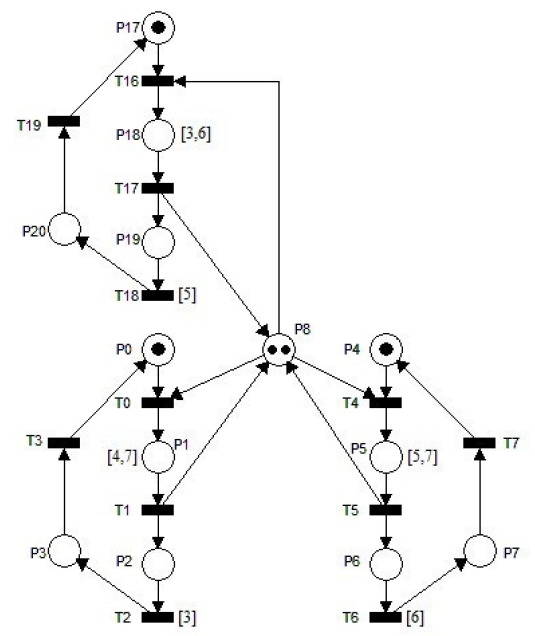 P17
T16
T19
P18 [3,6]
T17
P20
P19
T18 [5]
P8
P0
P4
T0
T4
T3
T7
[4,7] P1
P5 [5,7]
T1
T5
P3
P2
P6
P7
T2 [3]
T6 [6]